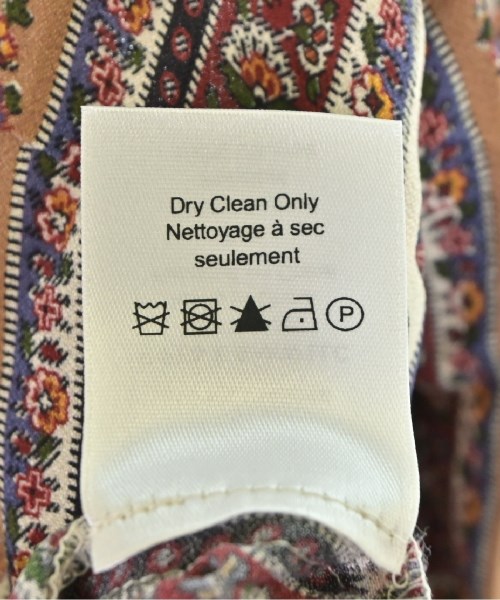 Dry Clean Only
Nettoyage à sec
seulement
P